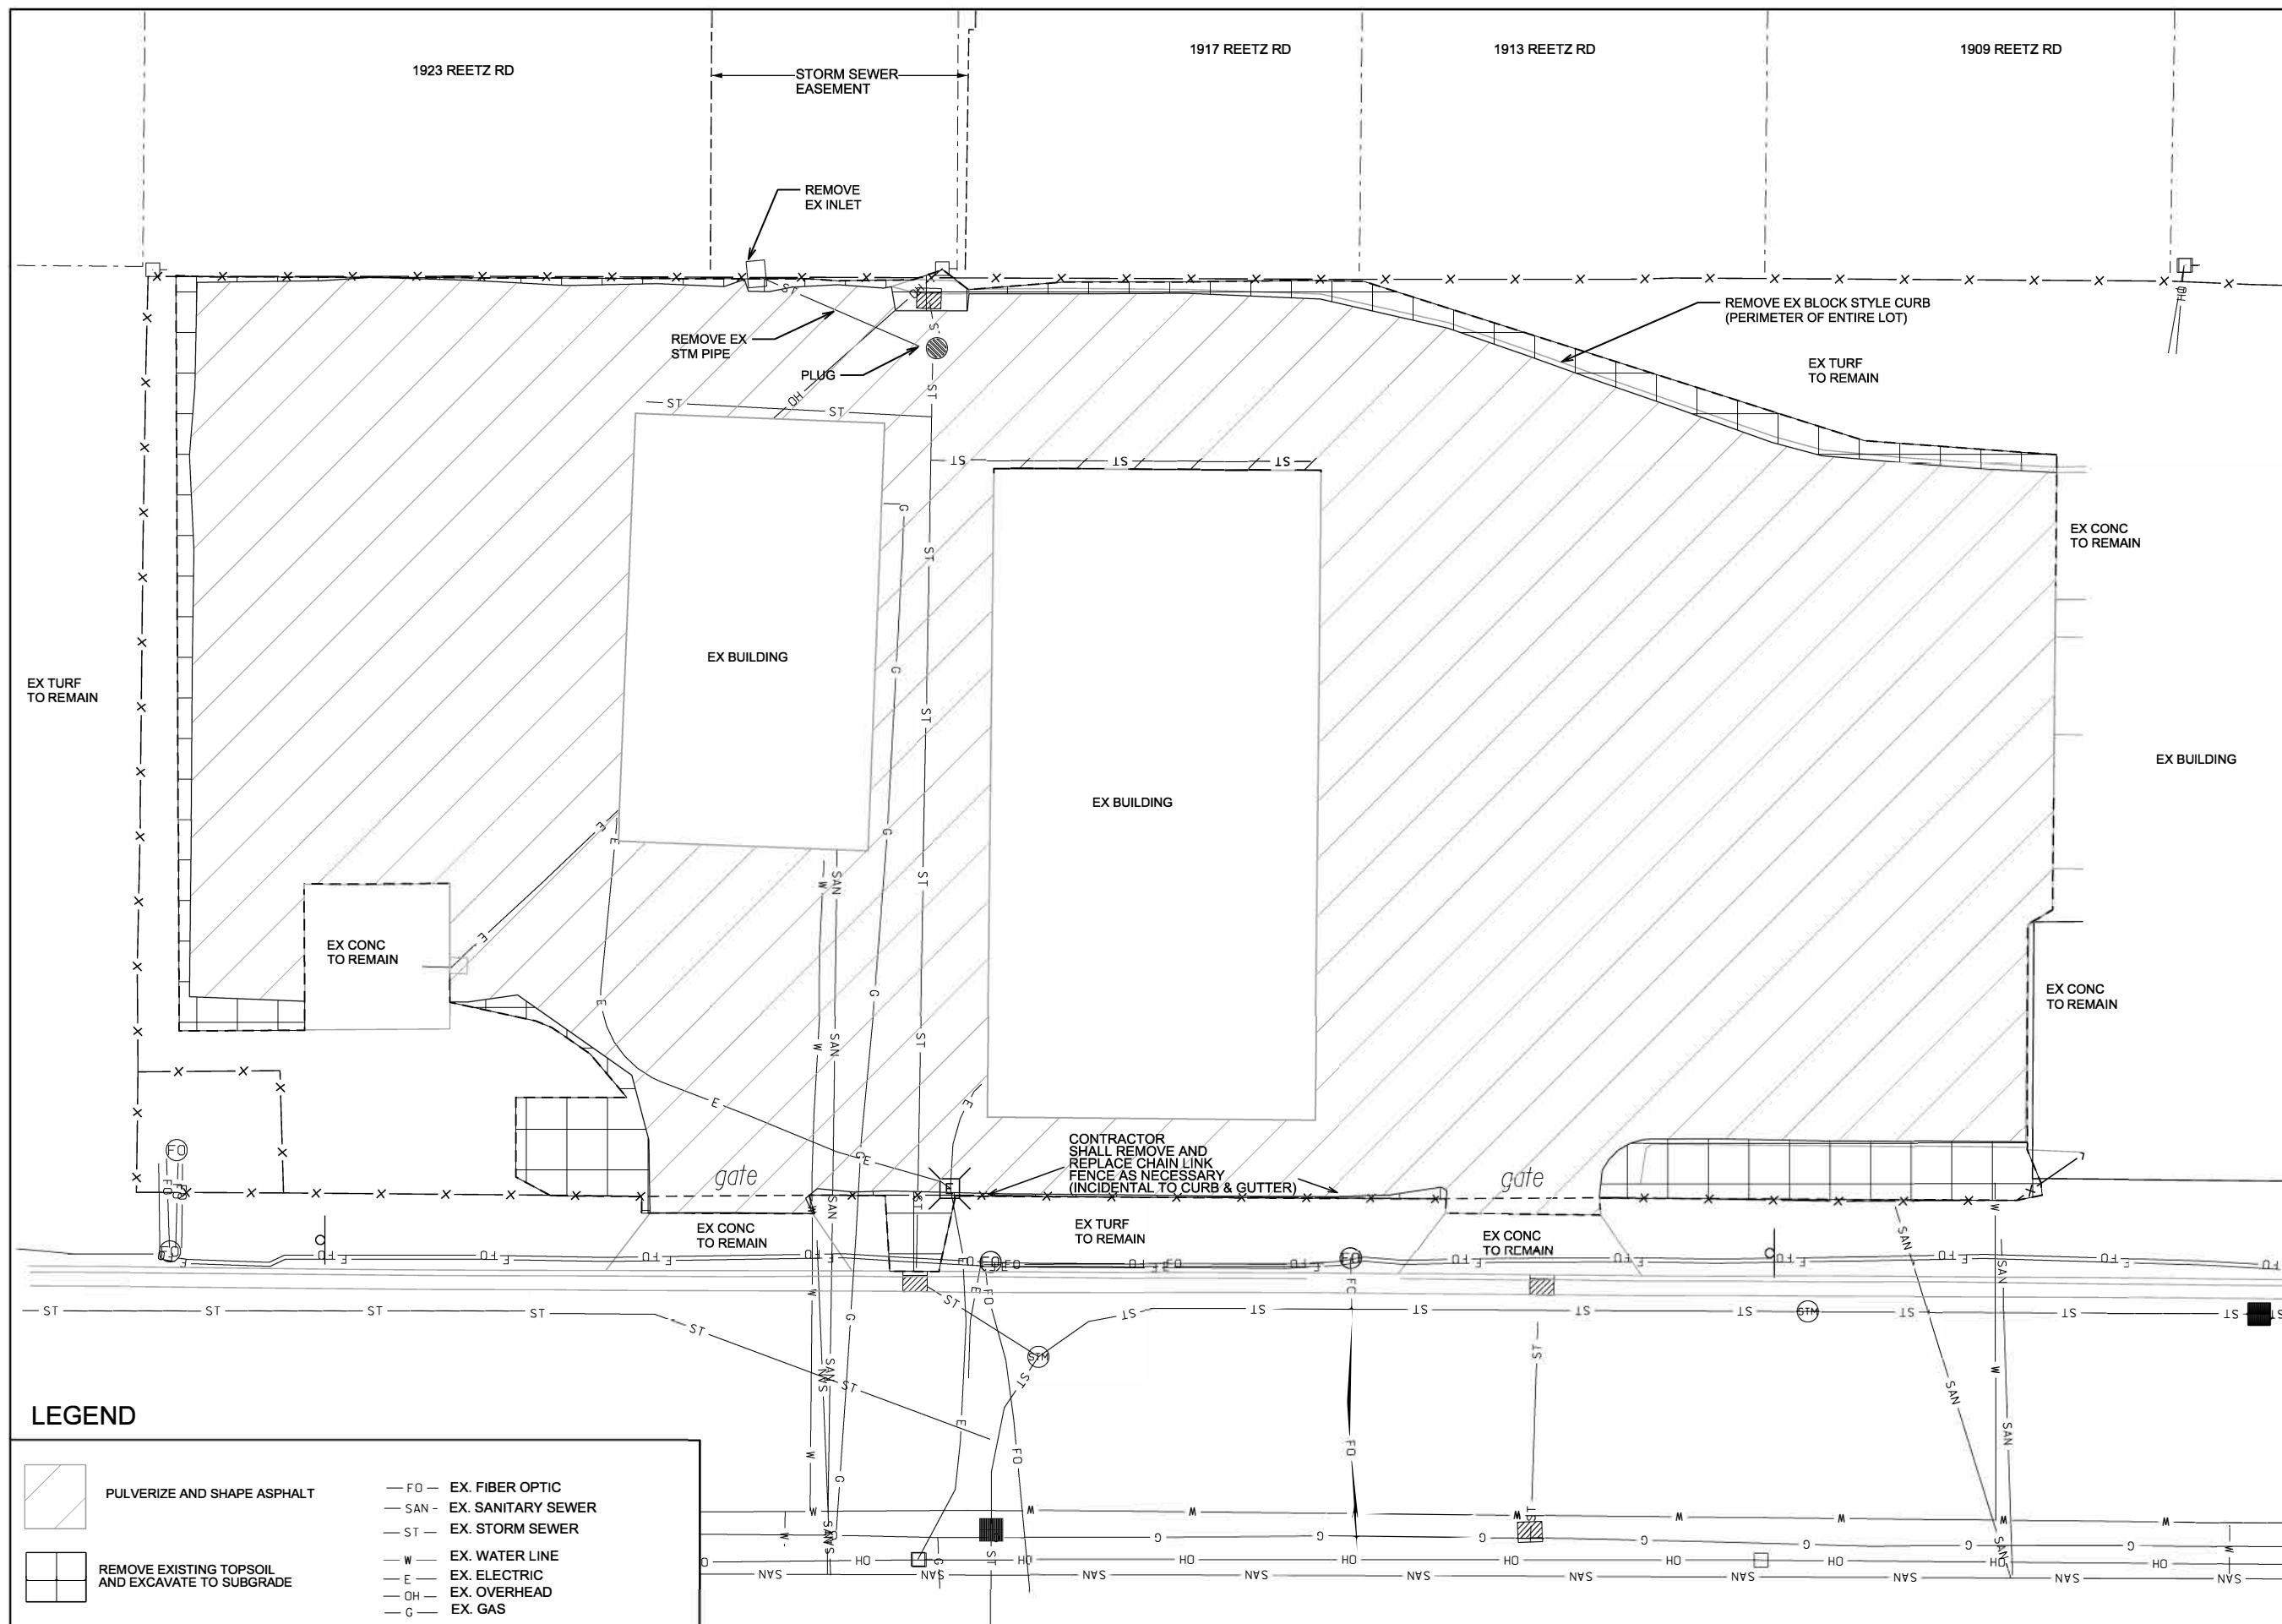 1923 REETZ RD
STORM SEWER
EASEMENT
1917 REETZ RD
1913 REETZ RD
1909 REETZ RD
REMOVE
EX INLET
REMOVE EX
STM PIPE
PLUG
REMOVE EX BLOCK STYLE CURB
(PERIMETER OF ENTIRE LOT)
EX TURF
TO REMAIN
EX CONC
TO REMAIN
EX BUILDING
EX BUILDING
EX BUILDING
EX TURF
TO REMAIN
EX CONC
TO REMAIN
EX CONC
TO REMAIN
CONTRACTOR
SHALL REMOVE AND
REPLACE CHAIN LINK
FENCE AS NECESSARY
(INCIDENTAL TO CURB & GUTTER)
gate
gate
EX CONC
TO REMAIN
EX TURF
TO REMAIN
EX CONC
TO REMAIN
FO
FO
FO
FO
STM
STM
LEGEND
PULVERIZE AND SHAPE ASPHALT
REMOVE EXISTING TOPSOIL
AND EXCAVATE TO SUBGRADE
FO EX. FIBER OPTIC
SAN EX. SANITARY SEWER
ST EX. STORM SEWER
W EX. WATER LINE
E EX. ELECTRIC
OH EX. OVERHEAD
G EX. GAS